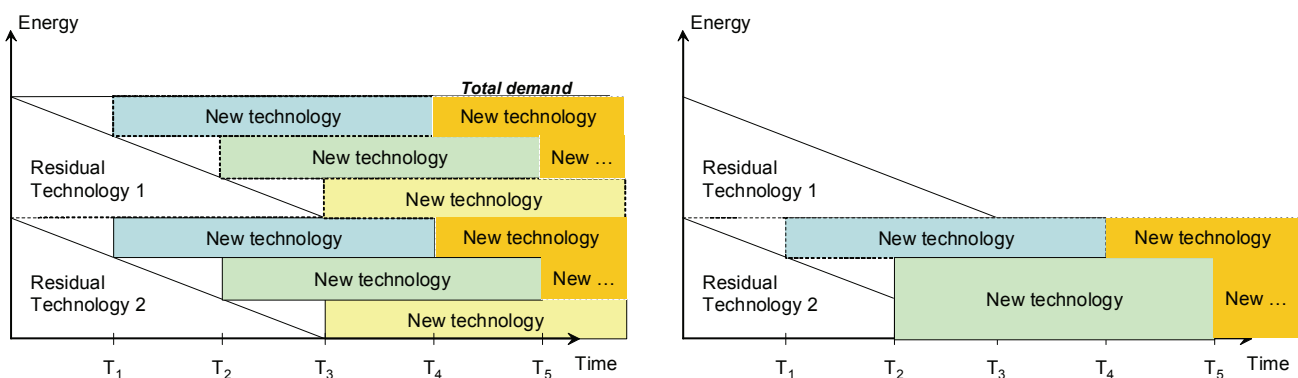 Energy
Total demand
New technology
New technology
New technology
New …
Residual
Technology 1
New technology
New technology
New technology
New technology
New …
Residual
Technology 2
New technology
T1
T2
T3
T4
T5
Time
Energy
Residual
Technology 1
New technology
New technology
Residual
Technology 2
New technology
New …
T1
T2
T3
T4
T5
Time